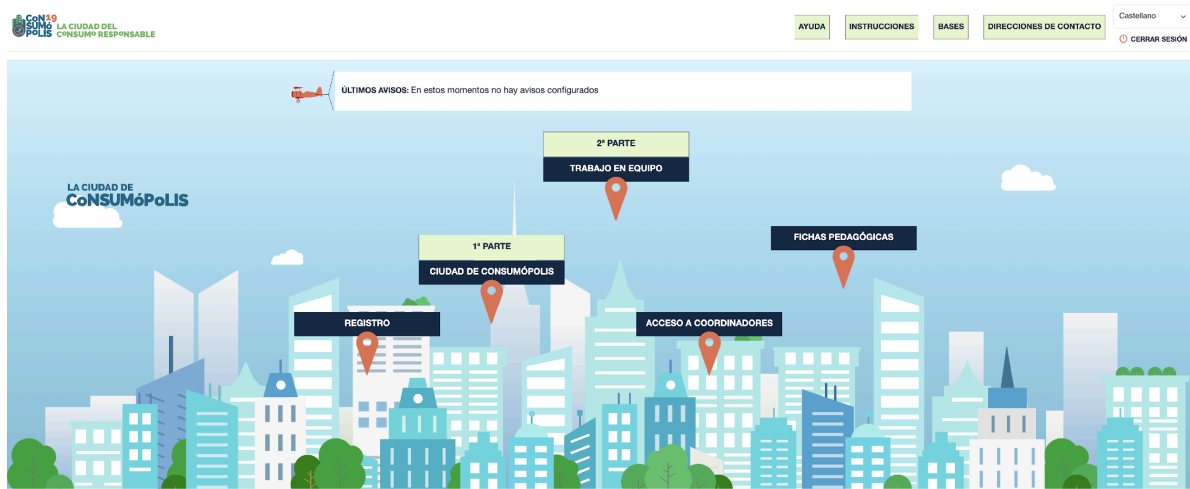 CoNSUMóPoLIS19
LA CIUDAD DEL
CONSUMO RESPONSABLE
AYUDA
INSTRUCCIONES
BASES
DIRECCIONES DE CONTACTO
Castellano
CERRAR SESIÓN
ÚLTIMOS AVISOS: En estos momentos no hay avisos configurados
2ª PARTE
TRABAJO EN EQUIPO
LA CIUDAD DE
CoNSUMóPoLIS
FICHAS PEDAGÓGICAS
1ª PARTE
CIUDAD DE CONSUMÓPOLIS
REGISTRO
ACCESO A COORDINADORES